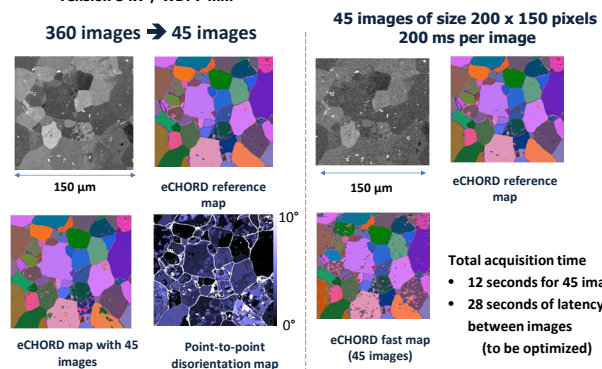 360 images ➔ 45 images
150 µm
eCHORD reference
map
10°
0°
eCHORD map with 45
images
Point-to-point
disorientation map
45 images of size 200 x 150 pixels
200 ms per image
150 µm
eCHORD reference
map
eCHORD fast map
(45 images)
Total acquisition time
• 12 seconds for 45
• 28 seconds of latency
between images
(to be optimized)